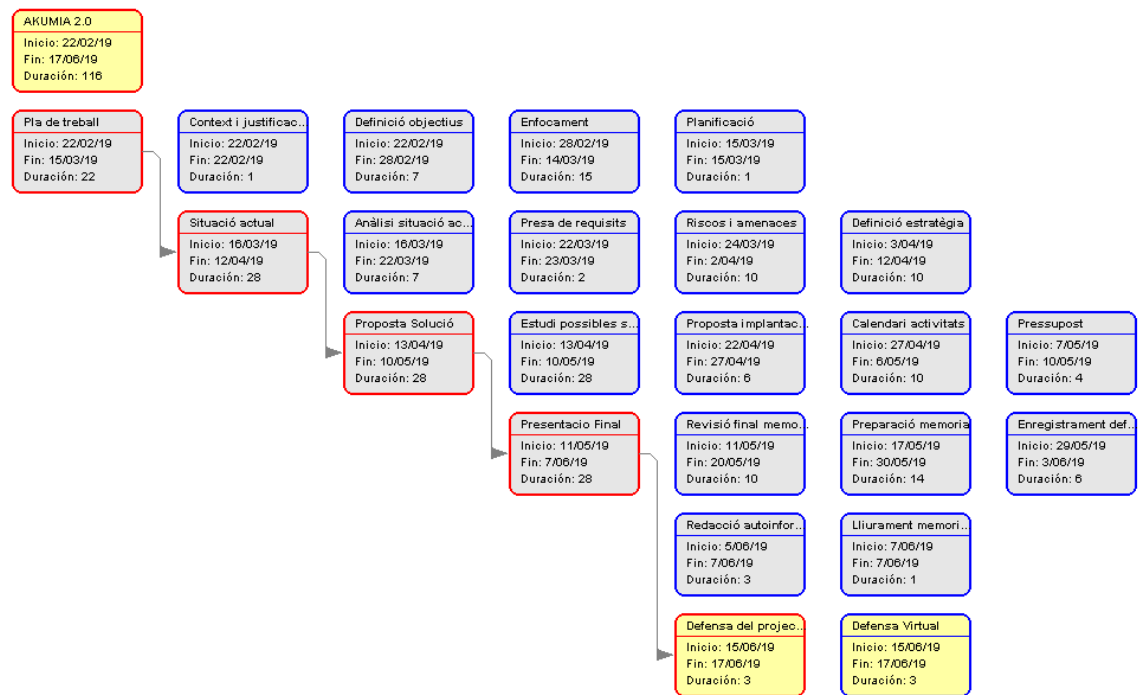 AKUMIA 2.0
Inicio: 22/02/19
Fin: 17/06/19
Duración: 116
Pla de treball
Inicio: 22/02/19
Fin: 15/03/19
Duración: 22
Context i justificac...
Inicio: 22/02/19
Fin: 22/02/19
Duración: 1
Definició objectius
Inicio: 22/02/19
Fin: 28/02/19
Duración: 7
Enfocament
Inicio: 28/02/19
Fin: 14/03/19
Duración: 15
Planificació
Inicio: 15/03/19
Fin: 15/03/19
Duración: 1
Situació actual
Inicio: 16/03/19
Fin: 12/04/19
Duración: 28
Anàlisi situació ac...
Inicio: 16/03/19
Fin: 22/03/19
Duración: 7
Presa de requisits
Inicio: 22/03/19
Fin: 23/03/19
Duración: 2
Riscos i amenaces
Inicio: 24/03/19
Fin: 2/04/19
Duración: 10
Definició estratègia
Inicio: 3/04/19
Fin: 12/04/19
Duración: 10
Proposta Solució
Inicio: 13/04/19
Fin: 10/05/19
Duración: 28
Estudi possibles s...
Inicio: 13/04/19
Fin: 10/05/19
Duración: 28
Proposta implantac...
Inicio: 22/04/19
Fin: 27/04/19
Duración: 6
Calendari activitats
Inicio: 27/04/19
Fin: 6/05/19
Duración: 10
Pressupost
Inicio: 7/05/19
Fin: 10/05/19
Duración: 4
Presentacio Final
Inicio: 11/05/19
Fin: 7/06/19
Duración: 28
Revisió final memo...
Inicio: 11/05/19
Fin: 20/05/19
Duración: 10
Preparació memoria
Inicio: 17/05/19
Fin: 30/05/19
Duración: 14
Enregistrament def...
Inicio: 29/05/19
Fin: 3/06/19
Duración: 6
Redacció autoinfor...
Inicio: 5/06/19
Fin: 7/06/19
Duración: 3
Lliurament memori...
Inicio: 7/06/19
Fin: 7/06/19
Duración: 1
Defensa del projec...
Inicio: 15/06/19
Fin: 17/06/19
Duración: 3
Defensa Virtual
Inicio: 15/06/19
Fin: 17/06/19
Duración: 3